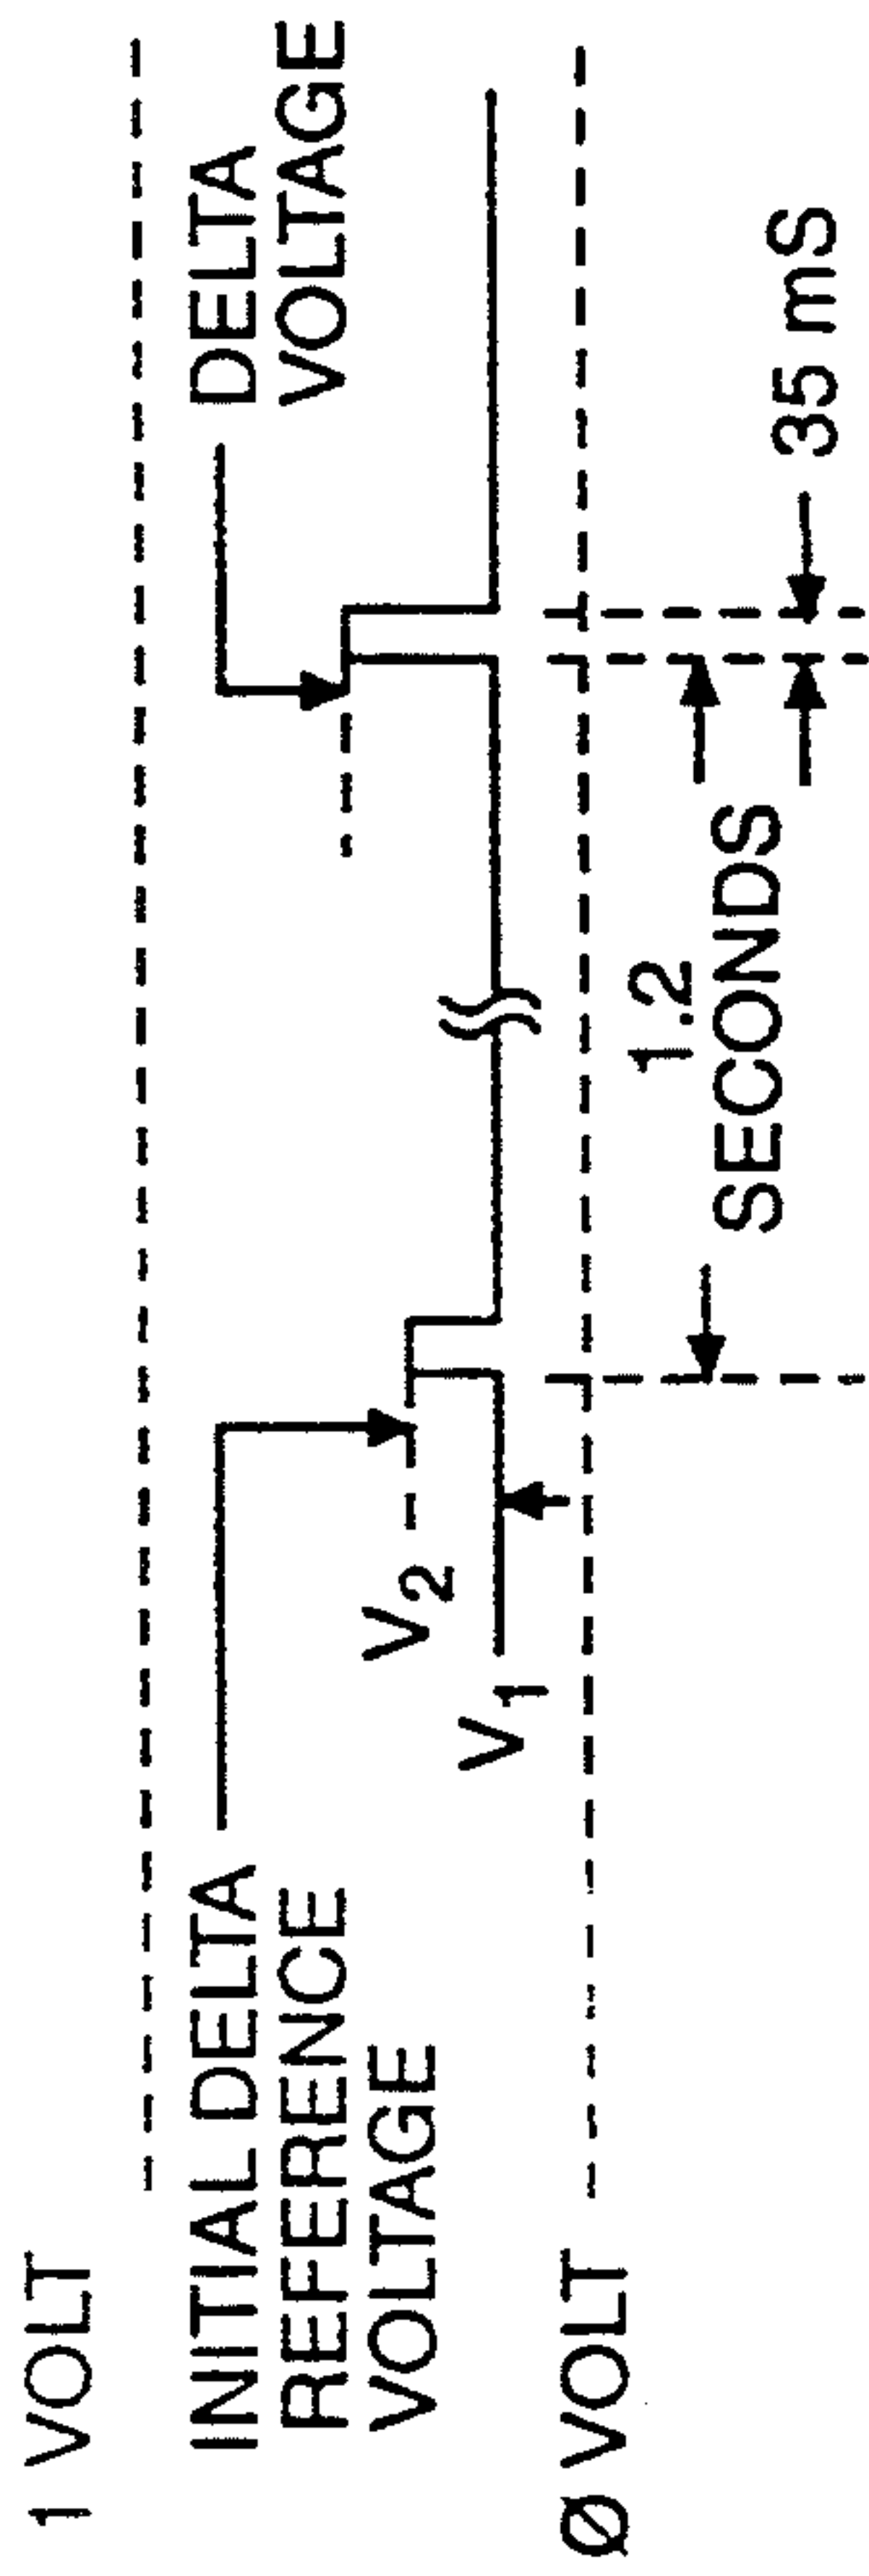 1 VOLT
INITIAL DELTA
REFERENCE
VOLTAGE
DELTA
VOLTAGE
V2
V1
Ø VOLT
1.2
SECONDS
35 mS